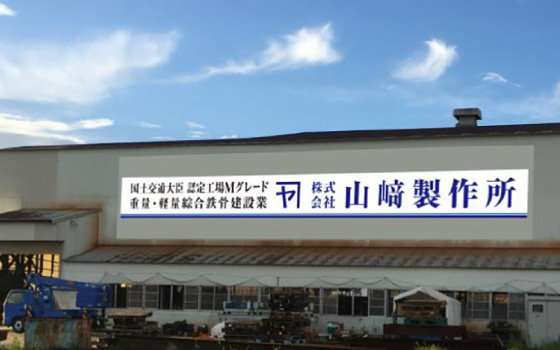 国土交通大臣 認定工場Mグレード
重量・軽量綜合鉄骨建設業
株式
会社
山﨑製作所